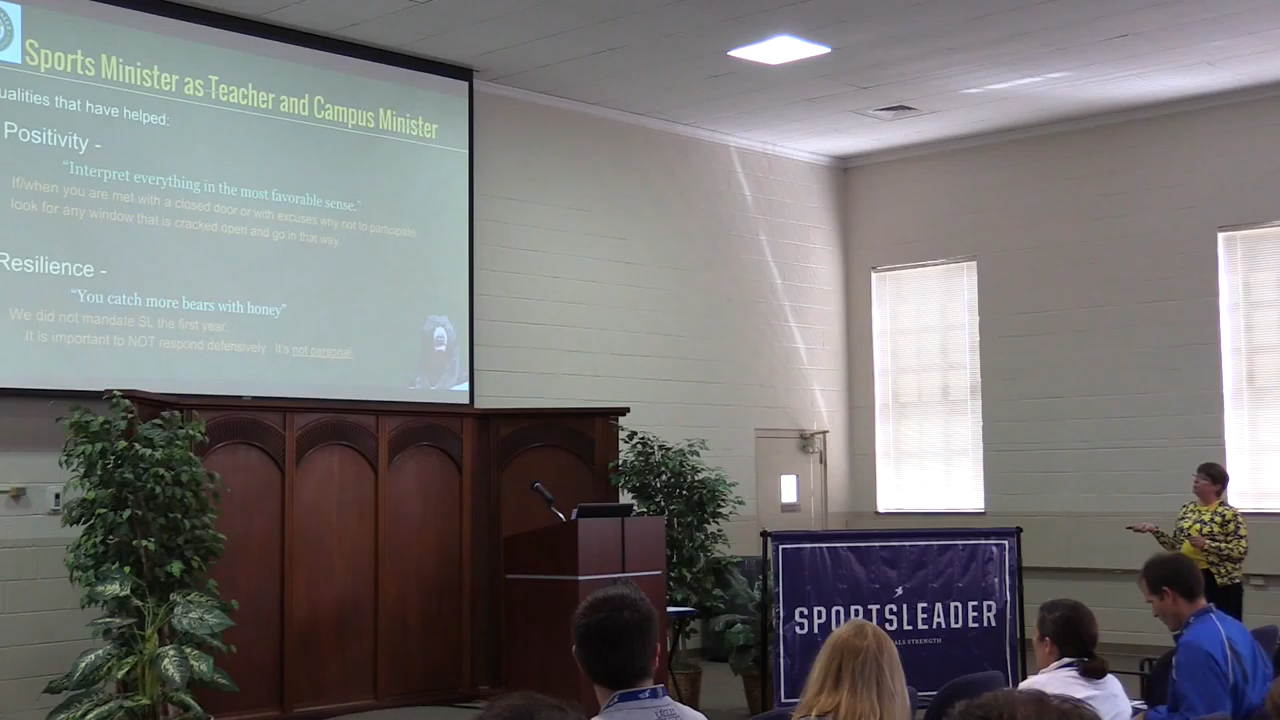 Sports Minister as Teacher and Campus Minister
ualities that have helped:
Positivity -
“Interpret everything in the most favorable sense.”
If/when you are met with a closed door or with excuses why not to participate
look for any window that is cracked open and go in that way
Resilience -
“You catch more bears with honey”
We did not mandate SL the first year.
It is important to NOT respond defensively It's not personal.
SPORTSLEADER
ALS STRENGTH